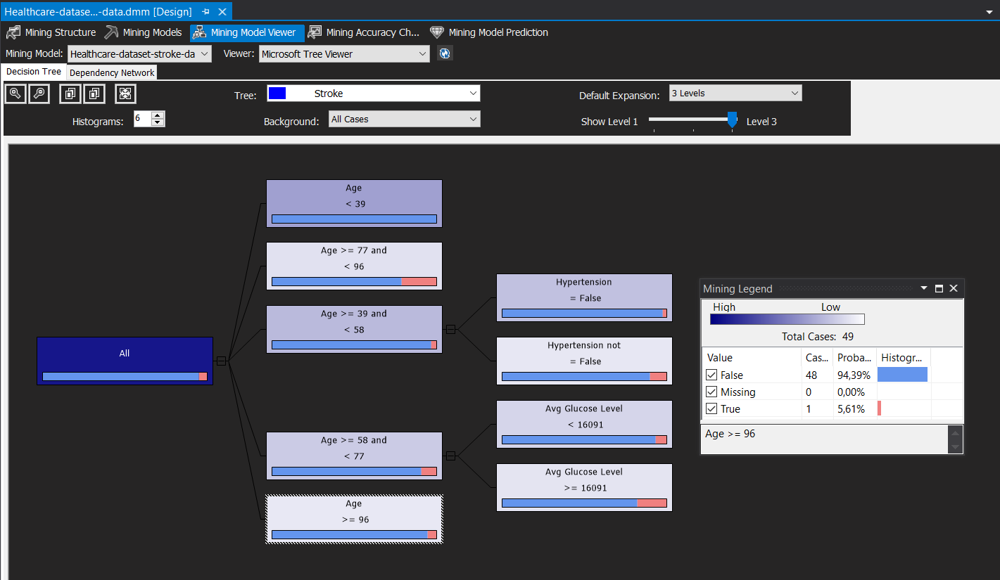 Healthcare-datase...-data.dmm [Design]
Mining Structure Mining Models Mining Model Viewer Mining Accuracy Ch... Mining Model Prediction
Mining Model: Healthcare-dataset-stroke-da Viewer: Microsoft Tree Viewer
Decision Tree Dependency Network
Tree: Stroke Default Expansion: 3 Levels
Histograms: 6 Background: All Cases Show Level 1 Level 3
Age
< 39
Age >= 77 and
< 96
Age >= 39 and
< 58
All
Age >= 58 and
< 77
Age
>= 96
Hypertension
= False
Hypertension not
= False
Avg Glucose Level
< 16091
Avg Glucose Level
>= 16091
Mining Legend
High Low
Total Cases: 49
Value Cas... Proba... Histogr...
False 48 94,39%
Missing 0 0,00%
True 1 5,61%
Age >= 96